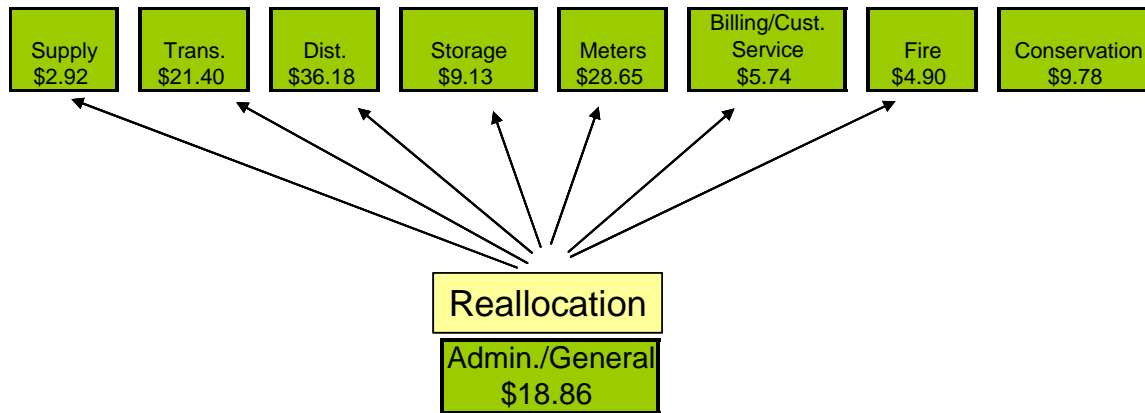 Supply
$2.92
Trans.
$21.40
Dist.
$36.18
Storage
$9.13
Meters
$28.65
Billing/Cust.
Service
$5.74
Fire
$4.90
Conservation
$9.78
Reallocation
Admin./General
$18.86